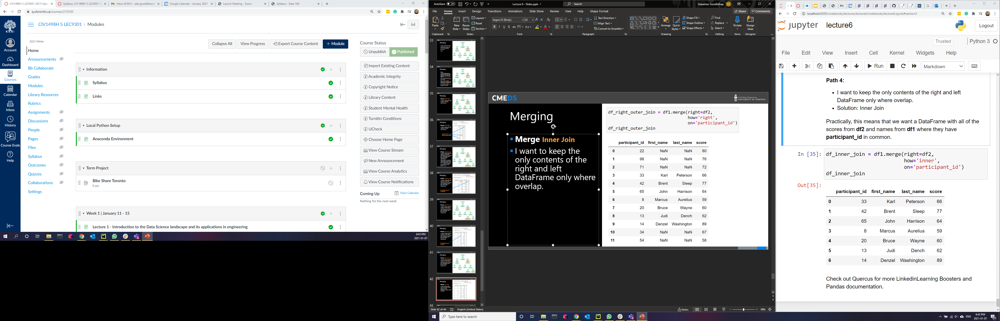 CIV1498H S LEC9301 20211:Spe
Syllabus: CIV1498H S LEC9301 20
Inbox (9,041) - sebi.goodfellow@
Google Calendar - January 2021
Launch Meeting - Zoom
Syllabus - Data 100
q.utoronto.ca/courses/215530
CIV1498H S LEC9301 › Modules
2021 Winter
Account
Dashboard
Courses
Calendar
Inbox
History
Course Evals
Help
Home
Announcements
Bb Collaborate
Grades
Modules
Library Resources
Rubrics
Assignments
Discussions
People
Pages
Files
Syllabus
Outcomes
Quizzes
Collaborations
Settings
Collapse All
View Progress
Export Course Content
+ Module
Information
Syllabus
Links
Local Python Setup
Anaconda Environment
Term Project
Bike Share Toronto
0 pts
Week 1 | January 11 - 15
Lecture 1 - Introduction to the Data Science landscape and its applications in engineering
Course Status
Unpublish
Published
Import Existing Content
Academic Integrity
Copyright Notice
Library Content
Student Mental Health
Turnitin Conditions
UCheck
Choose Home Page
View Course Stream
New Announcement
View Course Analytics
View Course Notifications
Coming Up
View Calendar
Nothing for the next week
6:43 PM
2021-01-07
AutoSave Off
Lecture 6 - Slides.pptx
Search
Sebastian Goodfellow SG
File Home Insert Design Transitions Animations Slide Show Review View Help Shape Format
Share
Comments
Paste
New Slide
Reuse Slides
Layout
Reset
Section
Segoe UI (Body)
24
Text Direction
Align Text
Convert to SmartArt
Arrange
Quick Styles
Shape Fill
Shape Outline
Shape Effects
Find
Replace
Select
Dictate
Design Ideas
Clipboard
Slides
Font
Paragraph
Drawing
Editing
Voice
Designer
33
34
35
36
37
38
39
40
41
42
43
CMEDS
UNIVERSITY OF TORONTO
Merging
Merge Inner Join
I want to keep the
only contents of the
right and left
DataFrame only where
overlap.
df_right_outer_join = df1.merge(right=df2,
how='right',
on='participant_id')
df_right_outer_join
participant_id first_name last_name score
0 22 NaN NaN 80
1 98 NaN NaN 76
2 71 NaN NaN 72
3 33 Karl Peterson 66
4 42 Brent Sleep 77
5 65 John Harrison 64
6 8 Marcus Aurelius 59
7 20 Bruce Wayne 60
8 13 Judi Dench 62
9 14 Denzel Washington 89
10 34 NaN NaN 67
11 54 NaN NaN 58
Slide 42 of 44
English (United States)
Notes
98%
Type here to search
localhost:8888/notebooks/lectures/lecture6/notebooks/lecture6.ipynb#section3
jupyter lecture6
Logout
Trusted
Python 3
File Edit View Insert Cell Kernel Widgets Help
Run
Markdown
Path 4:
• I want to keep the only contents of the right and left
DataFrame only where overlap.
• Solution: Inner Join
Practically, this means that we want a DataFrame with all of the
scores from df2 and names from df1 where they have
participant_id in common.
In [35]: df_inner_join = df1.merge(right=df2,
how='inner',
on='participant_id')
df_inner_join
Out[35]:
participant_id first_name last_name score
0 33 Karl Peterson 66
1 42 Brent Sleep 77
2 65 John Harrison 64
3 8 Marcus Aurelius 59
4 20 Bruce Wayne 60
5 13 Judi Dench 62
6 14 Denzel Washington 89
Check out Quercus for more LinkedinLearning Boosters and
Pandas documentation.
ENG
6:43 PM
2021-01-07